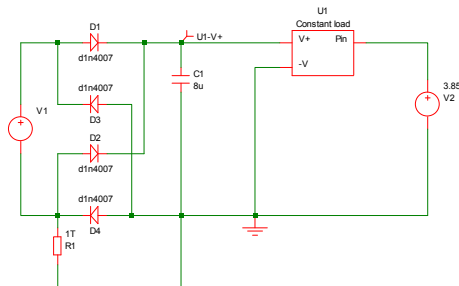 U1
D1
U1-V+
Constant load
V+
Pin
-V
d1n4007
C1
8u
3.85
V2
V1
D3
d1n4007
D2
d1n4007
d1n4007
D4
1T
R1